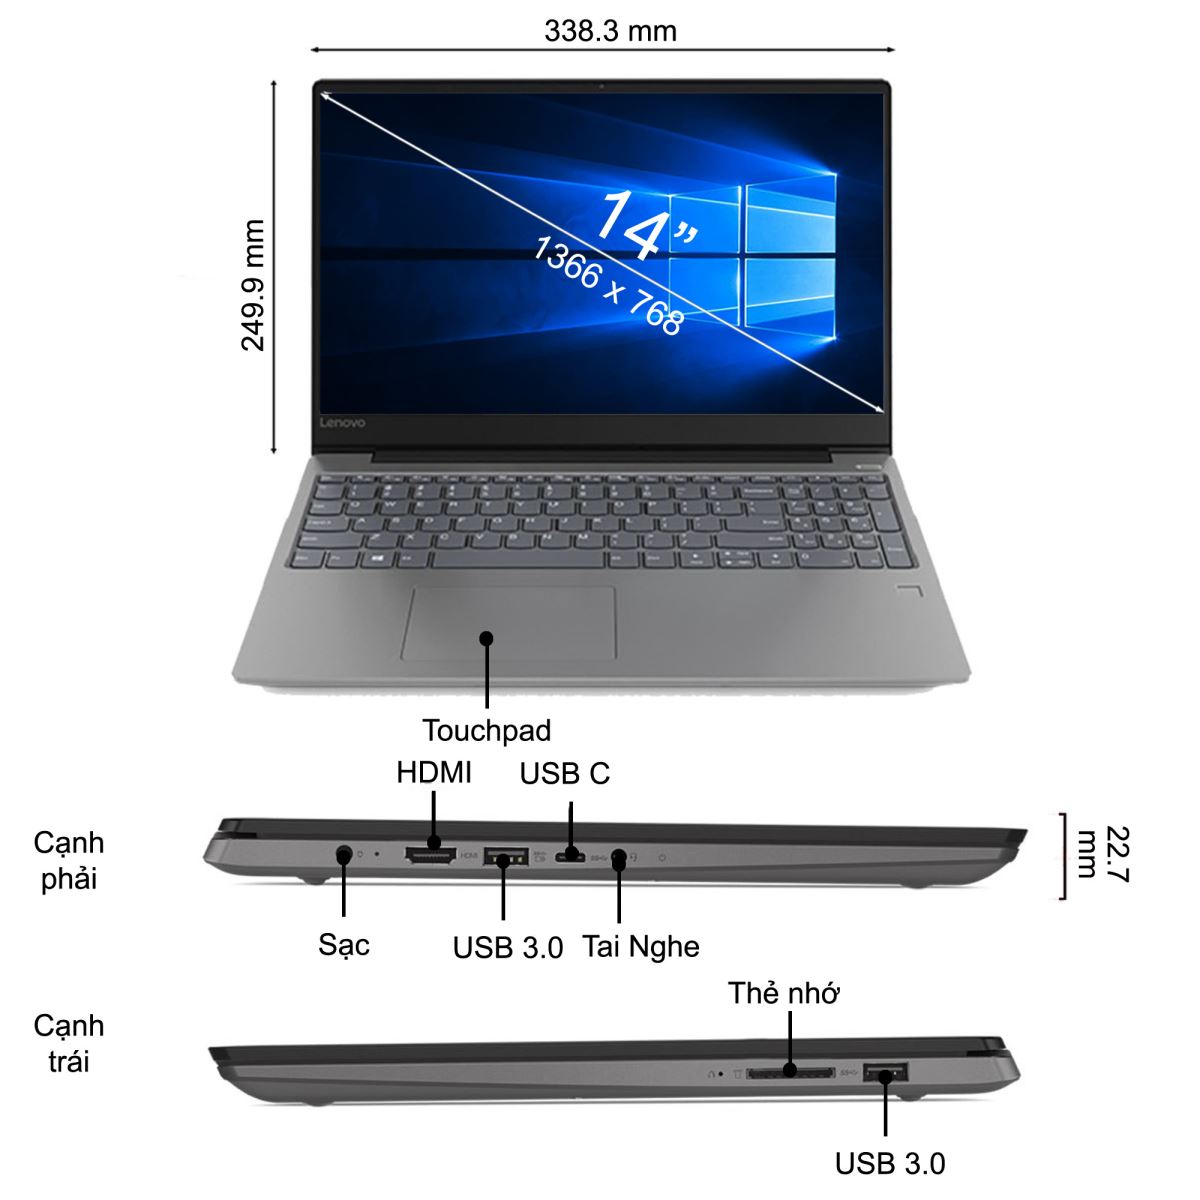 338.3 mm
249.9 mm
14”
1366 x 768
Lenovo
Touchpad
HDMI
USB C
Cạnh
phải
22.7
mm
HDMI
Sạc
USB 3.0
Tai Nghe
Thẻ nhớ
Cạnh
trái
USB 3.0